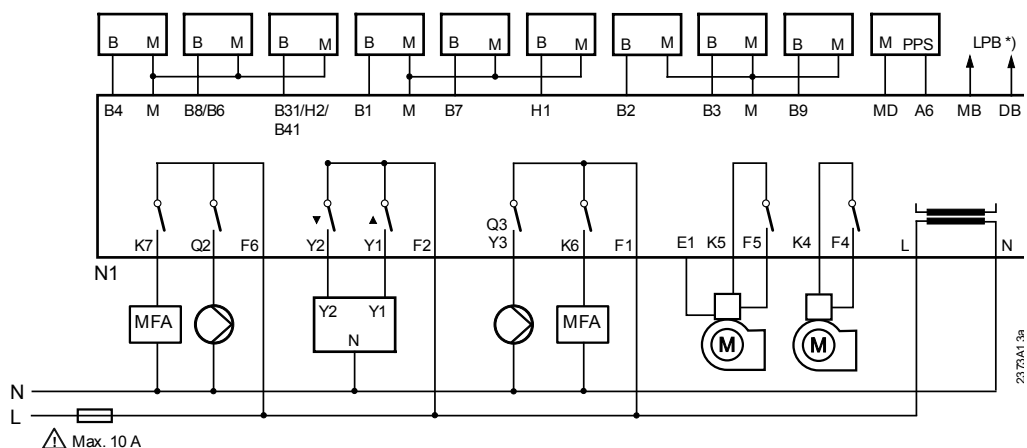 B M B M B M B M B M B M B M B M B M M PPS LPB *)
B4 M B8/B6 B31/H2/ B1 M B7 H1 B2 B3 M B9 MD A6 MB DB
B41
Q3
K7 Q2 F6 Y2 Y1 F2 Y3 K6 F1 E1 K5 F5 K4 F4 L N
N1
MFA Y2 Y1 MFA
N
M M
2373A13a
N
L
Max. 10 A